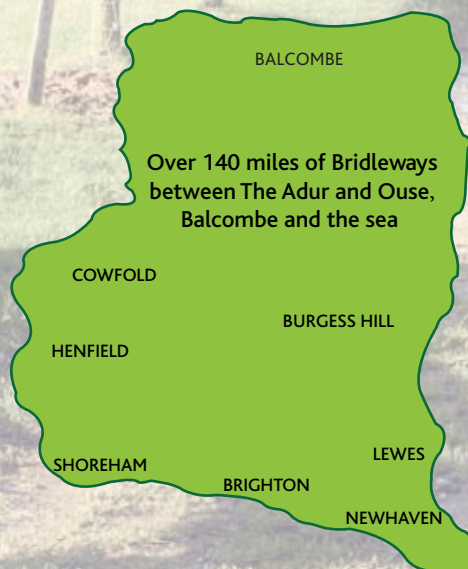 BALCOMBE
Over 140 miles of Bridleways
between The Adur and Ouse,
Balcombe and the sea
COWFOLD
BURGESS HILL
HENFIELD
LEWES
SHOREHAM
BRIGHTON
NEWHAVEN